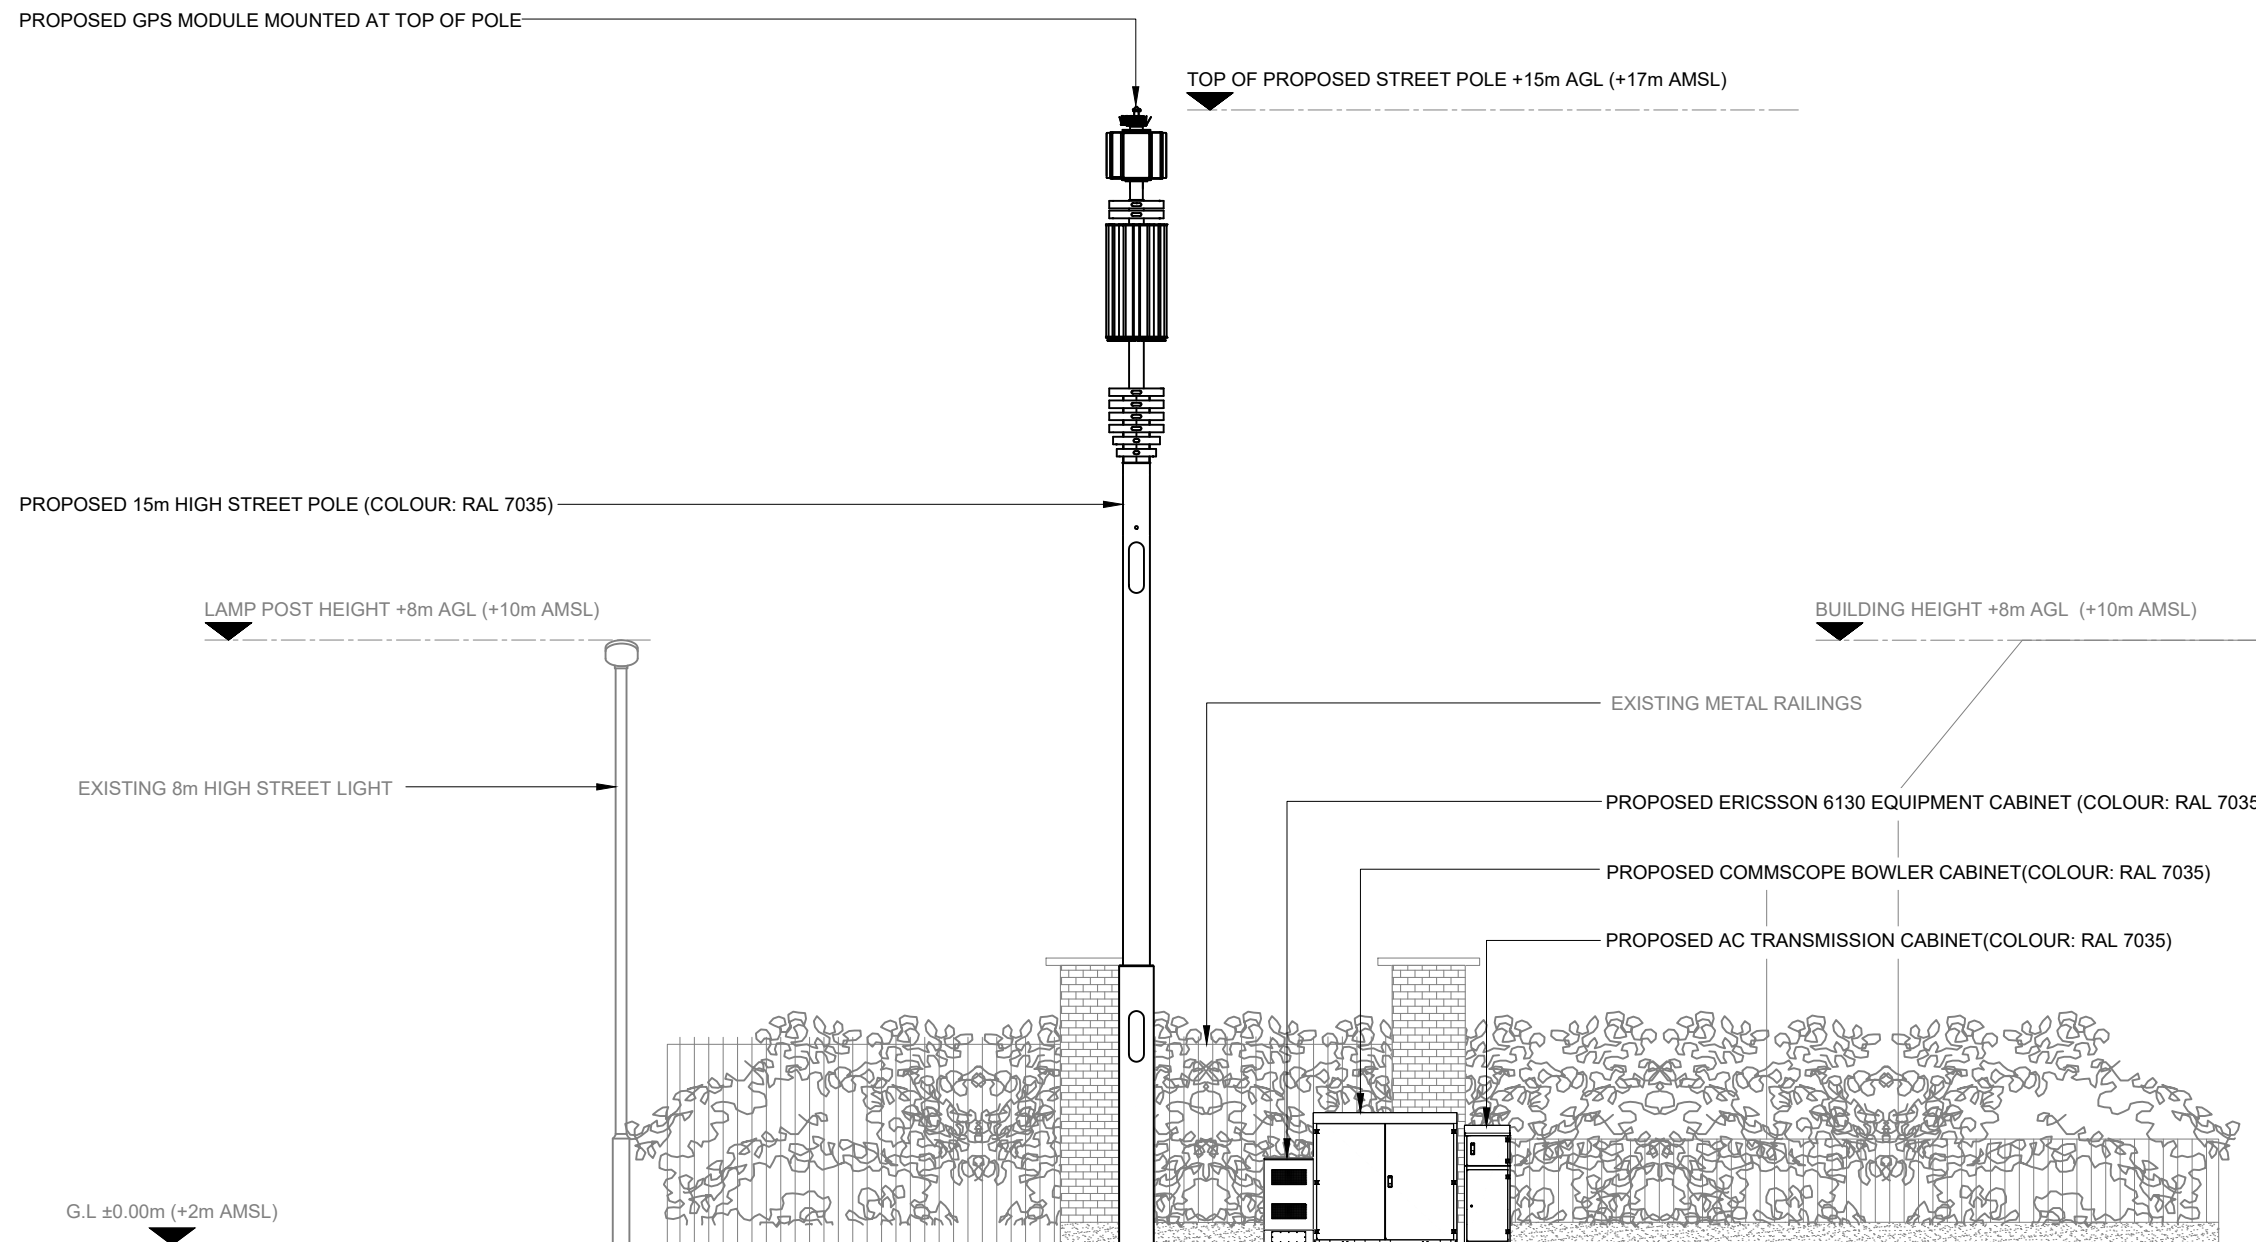 PROPOSED GPS MODULE MOUNTED AT TOP OF POLE
TOP OF PROPOSED STREET POLE +15m AGL (+17m AMSL)
PROPOSED 15m HIGH STREET POLE (COLOUR: RAL 7035)
LAMP POST HEIGHT +8m AGL (+10m AMSL)
BUILDING HEIGHT +8m AGL (+10m AMSL)
EXISTING METAL RAILINGS
EXISTING 8m HIGH STREET LIGHT
PROPOSED ERICSSON 6130 EQUIPMENT CABINET (COLOUR: RAL 7035
PROPOSED COMMSCOPE BOWLER CABINET(COLOUR: RAL 7035)
PROPOSED AC TRANSMISSION CABINET(COLOUR: RAL 7035)
G.L ±0.00m (+2m AMSL)